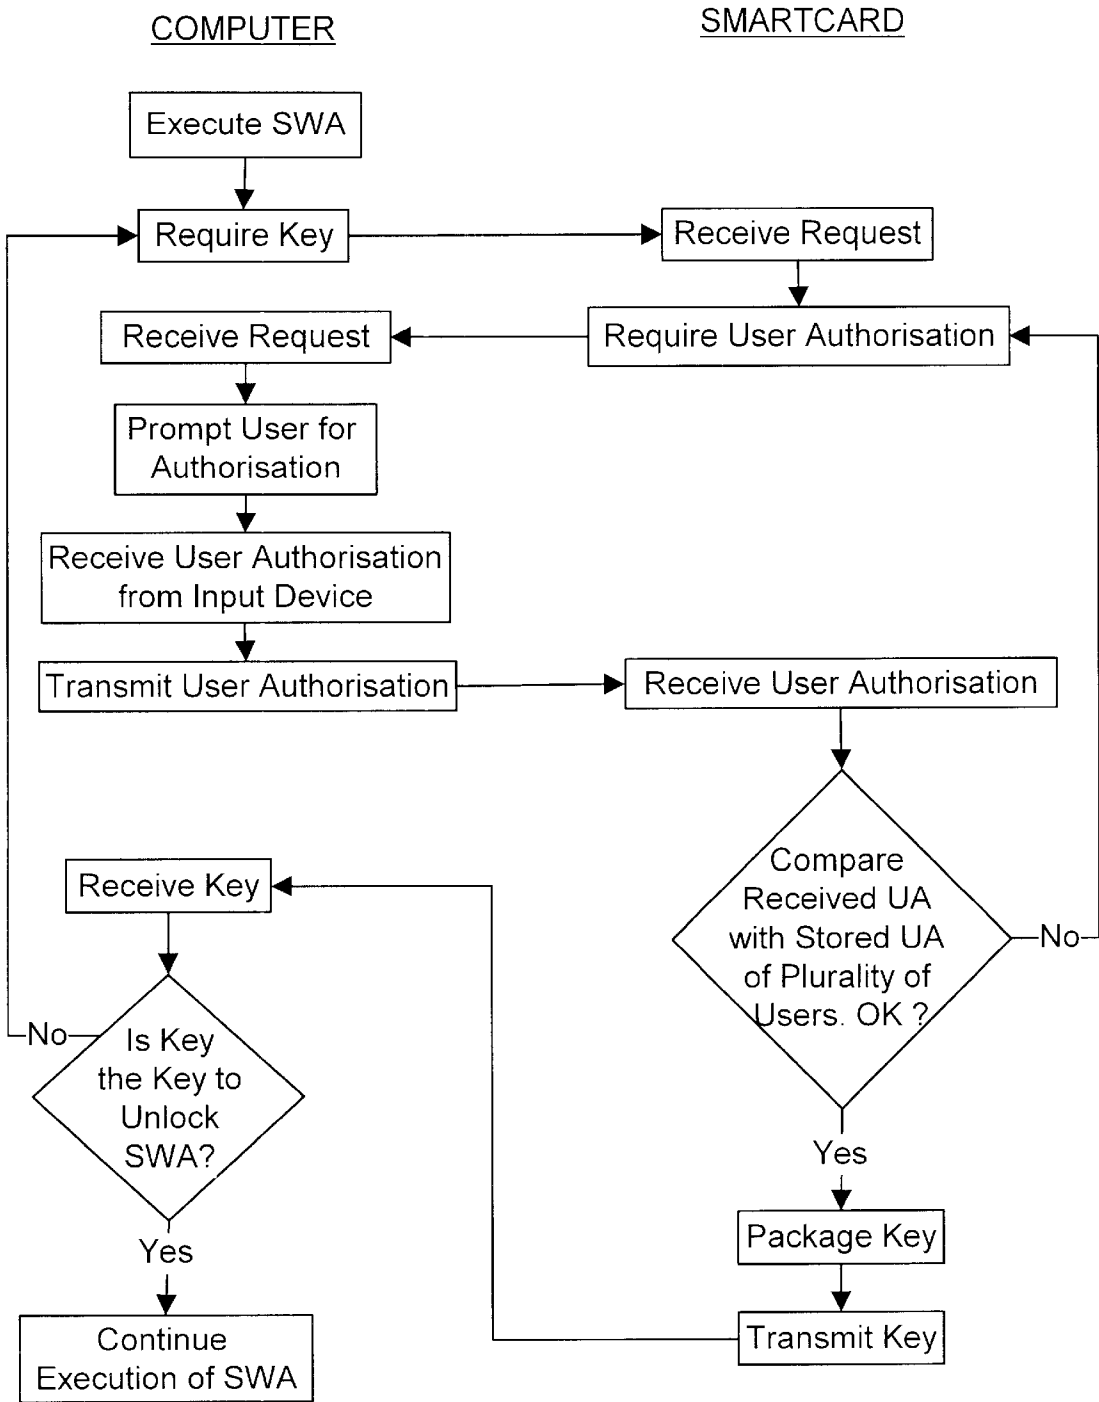 COMPUTER
SMARTCARD
Execute SWA
Require Key
Receive Request
Receive Request
Require User Authorisation
Prompt User for
Authorisation
Receive User Authorisation
from Input Device
Transmit User Authorisation
Receive User Authorisation
Compare
Received UA
with Stored UA
of Plurality of
Users. OK ?
No
Receive Key
No
Is Key
the Key to
Unlock
SWA?
Yes
Package Key
Yes
Transmit Key
Continue
Execution of SWA